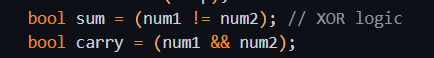 bool sum = (num1 != num2); // XOR logic
bool carry = (num1 && num2);